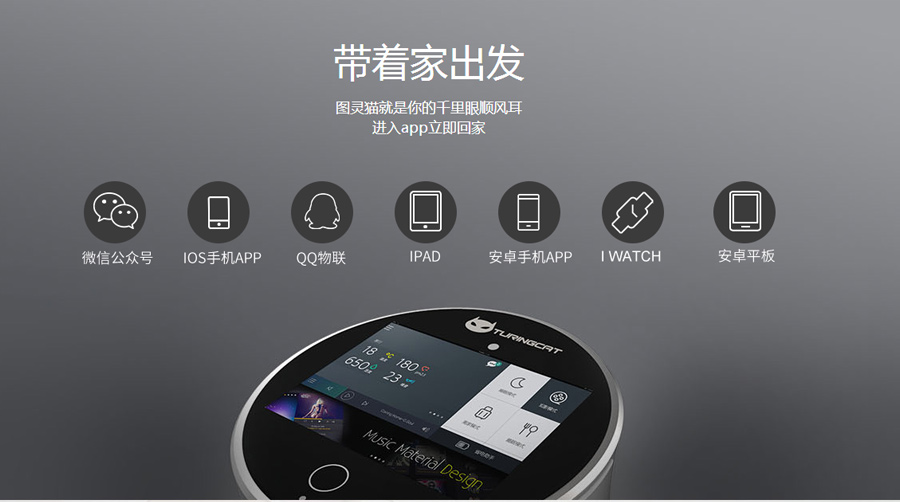 带着家出发
图灵猫就是你的千里眼顺风耳
进入app立即回家
微信公众号
IOS手机APP
QQ物联
IPAD
安卓手机APP
I WATCH
安卓平板
TURINGCAT
18 ℃
180
650
23
Music Material Design